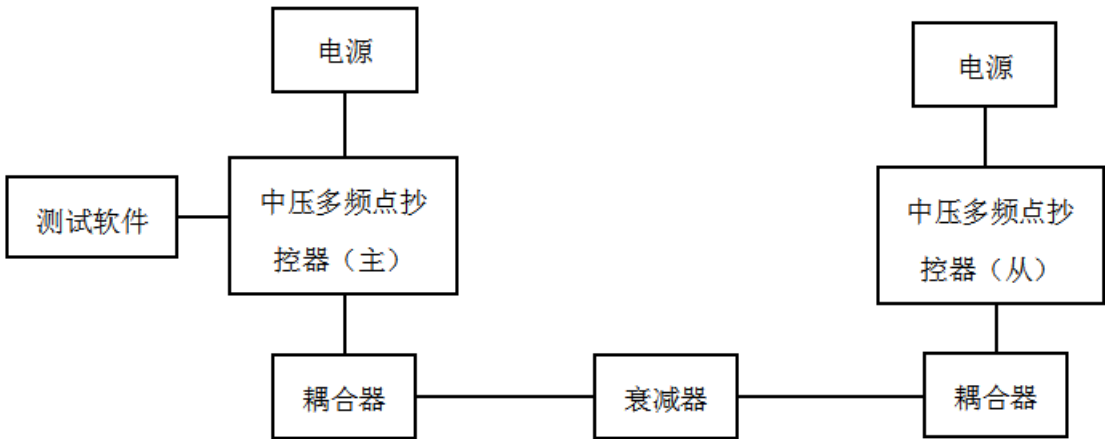 电源
电源
测试软件
中压多频点抄
控器（主）
中压多频点抄
控器（从）
耦合器
衰减器
耦合器